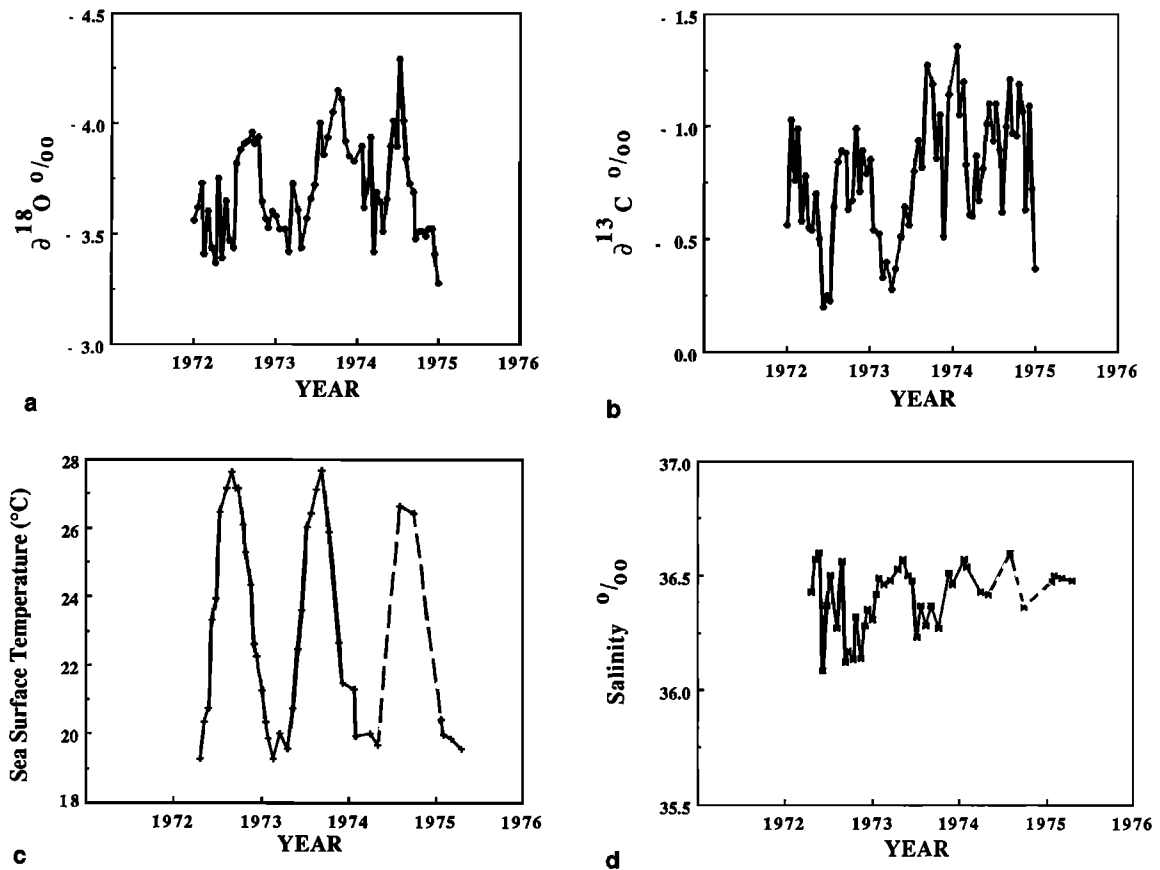 - 4.5
- 4.0
- 3.5
- 3.0
∂ 18 O o/oo
1972 1973 1974 1975 1976
YEAR
a
- 1.5
- 1.0
- 0.5
0.0
∂ 13 C o/oo
1972 1973 1974 1975 1976
YEAR
b
28
26
24
22
20
18
Sea Surface Temperature (°C)
1972 1973 1974 1975 1976
YEAR
c
37.0
36.5
36.0
35.5
Salinity o/oo
1972 1973 1974 1975 1976
YEAR
d